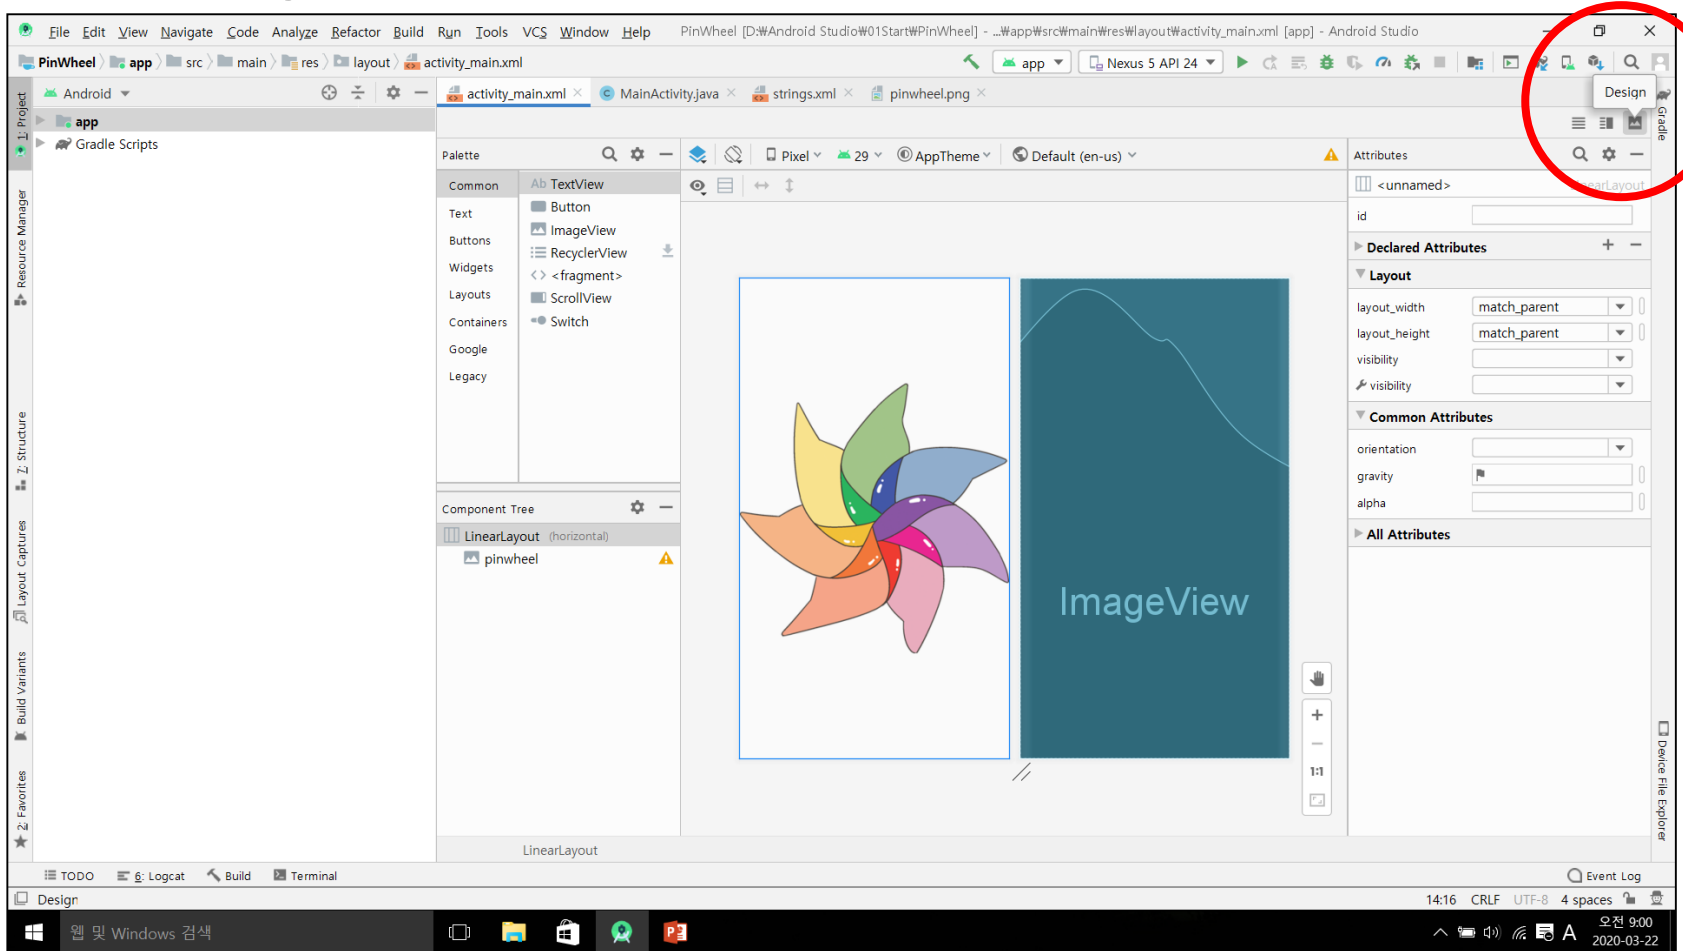 File Edit View Navigate Code Analyze Refactor Build Run Tools VCS Window Help PinWheel [D:₩Android Studio₩01Start₩PinWheel] - ...₩app₩src₩main₩res₩layout₩activity_main.xml [app] - Android Studio
PinWheel app src main res layout activity_main.xm app Nexus 5 API 24
Android activity_main.xml MainActivity.java strings.xml pinwheel.png Design
1: Project
app
Gradle Scripts
Gradle
Palette Pixel 29 AppTheme Default (en-us) Attributes
Common Ab TextView <unnamed>
Text Button id
Buttons ImageView Declared Attributes
Widgets RecyclerView Layout
<fragment>
Layouts ScrollView layout_width match_parent
Containers Switch layout_height match_parent
Google visibility
Legacy visibility
Common Attributes
orientation
gravity
alpha
All Attributes
Resource Manager
7: Structure
Component Tree
LinearLayout (horizontal)
pinwheel
ImageView
Layout Captures
Build Variants
2: Favorites
1:1
Device File Explorer
LinearLayout
TODO 6: Logcat Build Terminal Event Log
Design 14:16 CRLF UTF-8 4 spaces
웹 및 Windows 검색 A 오전 9:00
2020-03-22